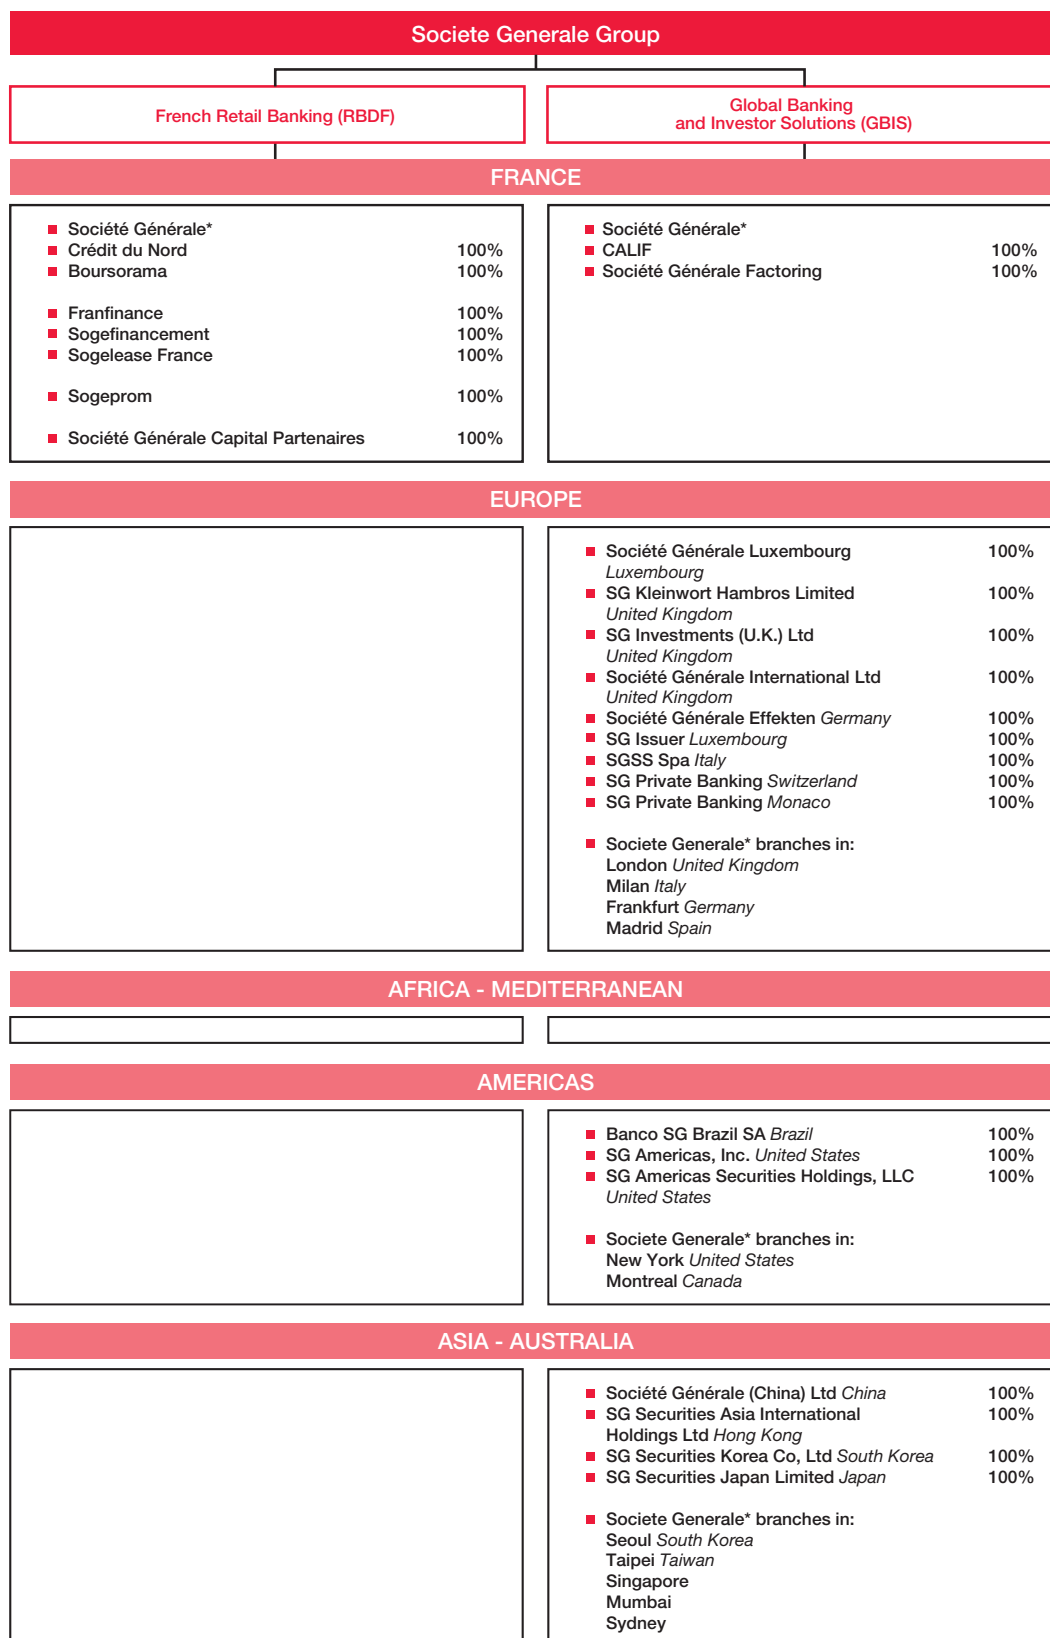 Societe Generale Group
French Retail Banking (RBDF)
Global Banking
and Investor Solutions (GBIS)
FRANCE
Société Générale*
Crédit du Nord 100%
Boursorama 100%
Franfinance 100%
Sogefinancement 100%
Sogelease France 100%
Sogeprom 100%
Société Générale Capital Partenaires 100%
Société Générale*
CALIF 100%
Société Générale Factoring 100%
EUROPE
Société Générale Luxembourg 100%
Luxembourg
SG Kleinwort Hambros Limited 100%
United Kingdom
SG Investments (U.K.) Ltd 100%
United Kingdom
Société Générale International Ltd 100%
United Kingdom
Société Générale Effekten Germany 100%
SG Issuer Luxembourg 100%
SGSS Spa Italy 100%
SG Private Banking Switzerland 100%
SG Private Banking Monaco 100%
Societe Generale* branches in:
London United Kingdom
Milan Italy
Frankfurt Germany
Madrid Spain
AFRICA - MEDITERRANEAN
AMERICAS
Banco SG Brazil SA Brazil 100%
SG Americas, Inc. United States 100%
SG Americas Securities Holdings, LLC 100%
United States
Societe Generale* branches in:
New York United States
Montreal Canada
ASIA - AUSTRALIA
Société Générale (China) Ltd China 100%
SG Securities Asia International 100%
Holdings Ltd Hong Kong
SG Securities Korea Co, Ltd South Korea 100%
SG Securities Japan Limited Japan 100%
Societe Generale* branches in:
Seoul South Korea
Taipei Taiwan
Singapore
Mumbai
Sydney